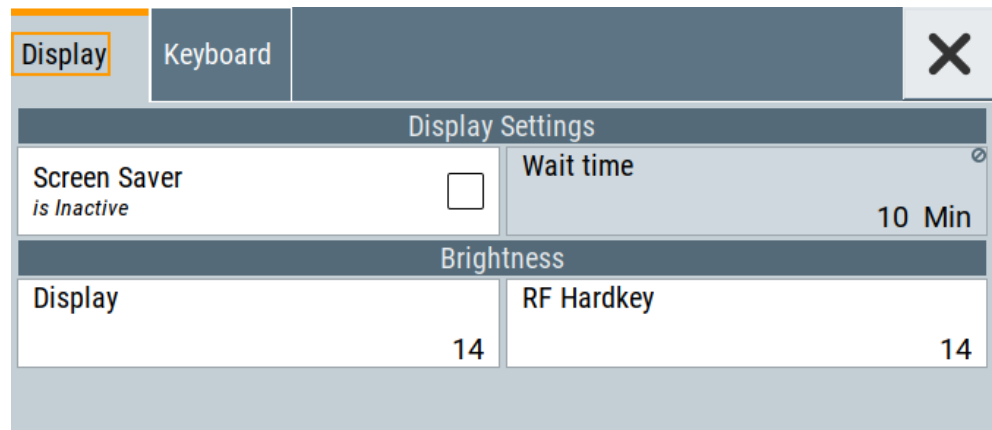 Display
Keyboard
Display Settings
Screen Saver
is Inactive
Wait time
10 Min
Brightness
Display
14
RF Hardkey
14